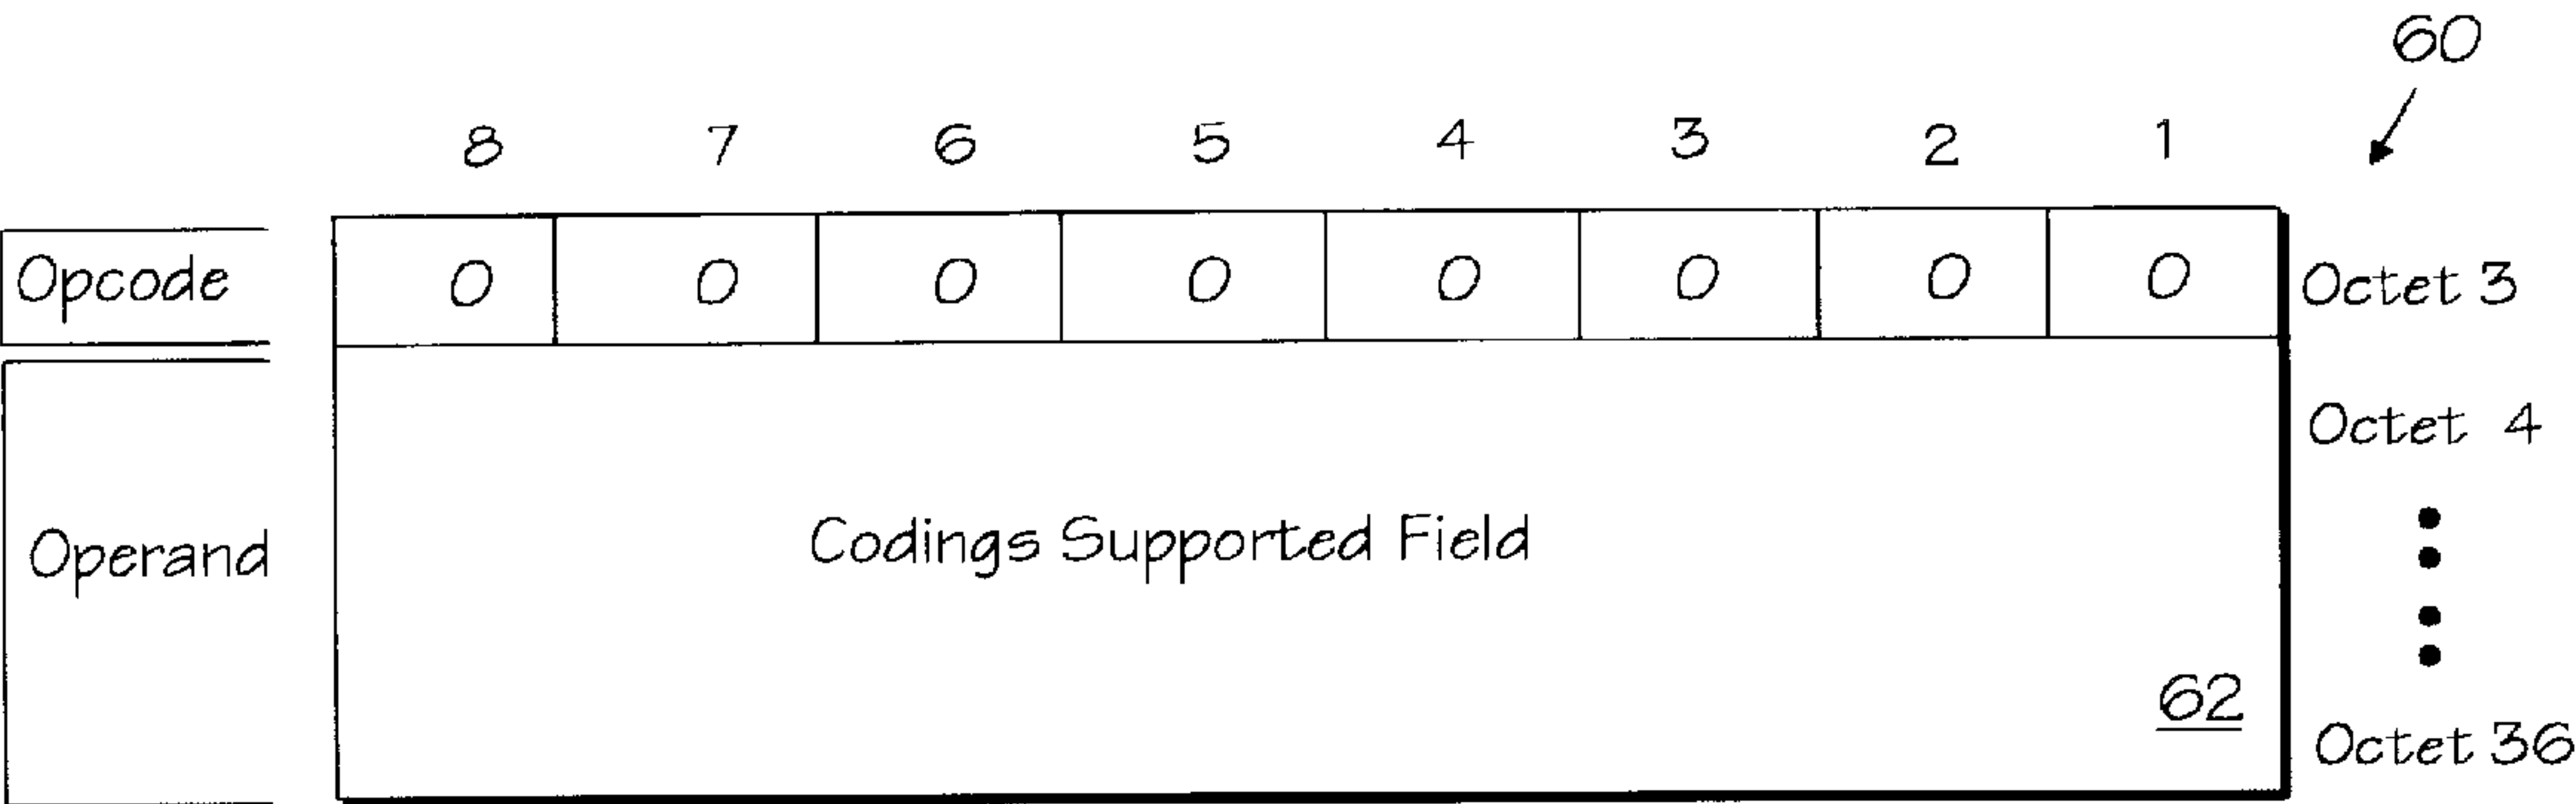 60
8 7 6 5 4 3 2 1
Opcode 0 0 0 0 0 0 0 0 Octet 3
Octet 4
Operand Codings Supported Field
62
Octet 36